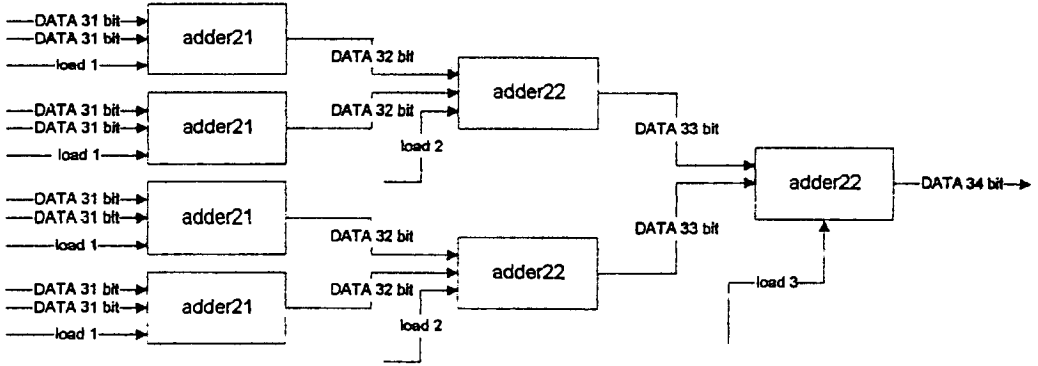 DATA 31 bit
DATA 31 bit
load 1
adder21
DATA 32 bit
DATA 31 bit
DATA 31 bit
load 1
adder21
DATA 32 bit
load 2
adder22
DATA 33 bit
DATA 31 bit
DATA 31 bit
load 1
adder21
DATA 32 bit
DATA 31 bit
DATA 31 bit
load 1
adder21
DATA 32 bit
load 2
adder22
DATA 33 bit
load 3
adder22
DATA 34 bit